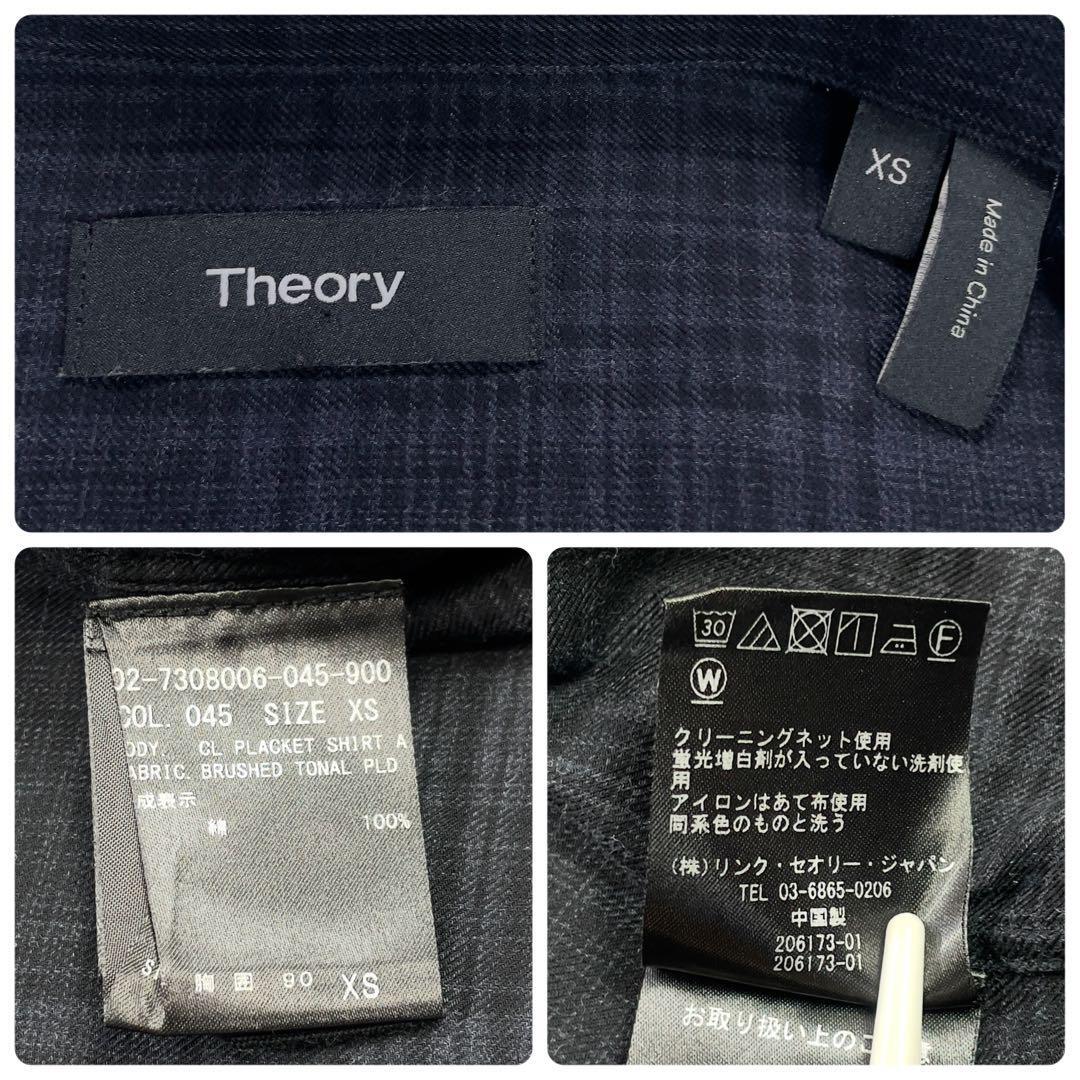 Theory
XS
Made in China
02-7308006-045-900
COL. 045 SIZE XS
ODY. CL PLACKET SHIRT A
ABRIC. BRUSHED TONAL PLD
成表示
綿 100%
胸囲 90 XS
30
F
W
クリーニングネット使用
蛍光増白剤が入っていない洗剤使
用
アイロンはあて布使用
同系色のものと洗う
(株)リンク・セオリー・ジャパン
TEL 03-6865-0206
中国製
206173-01
206173-01
お取り扱い上のご